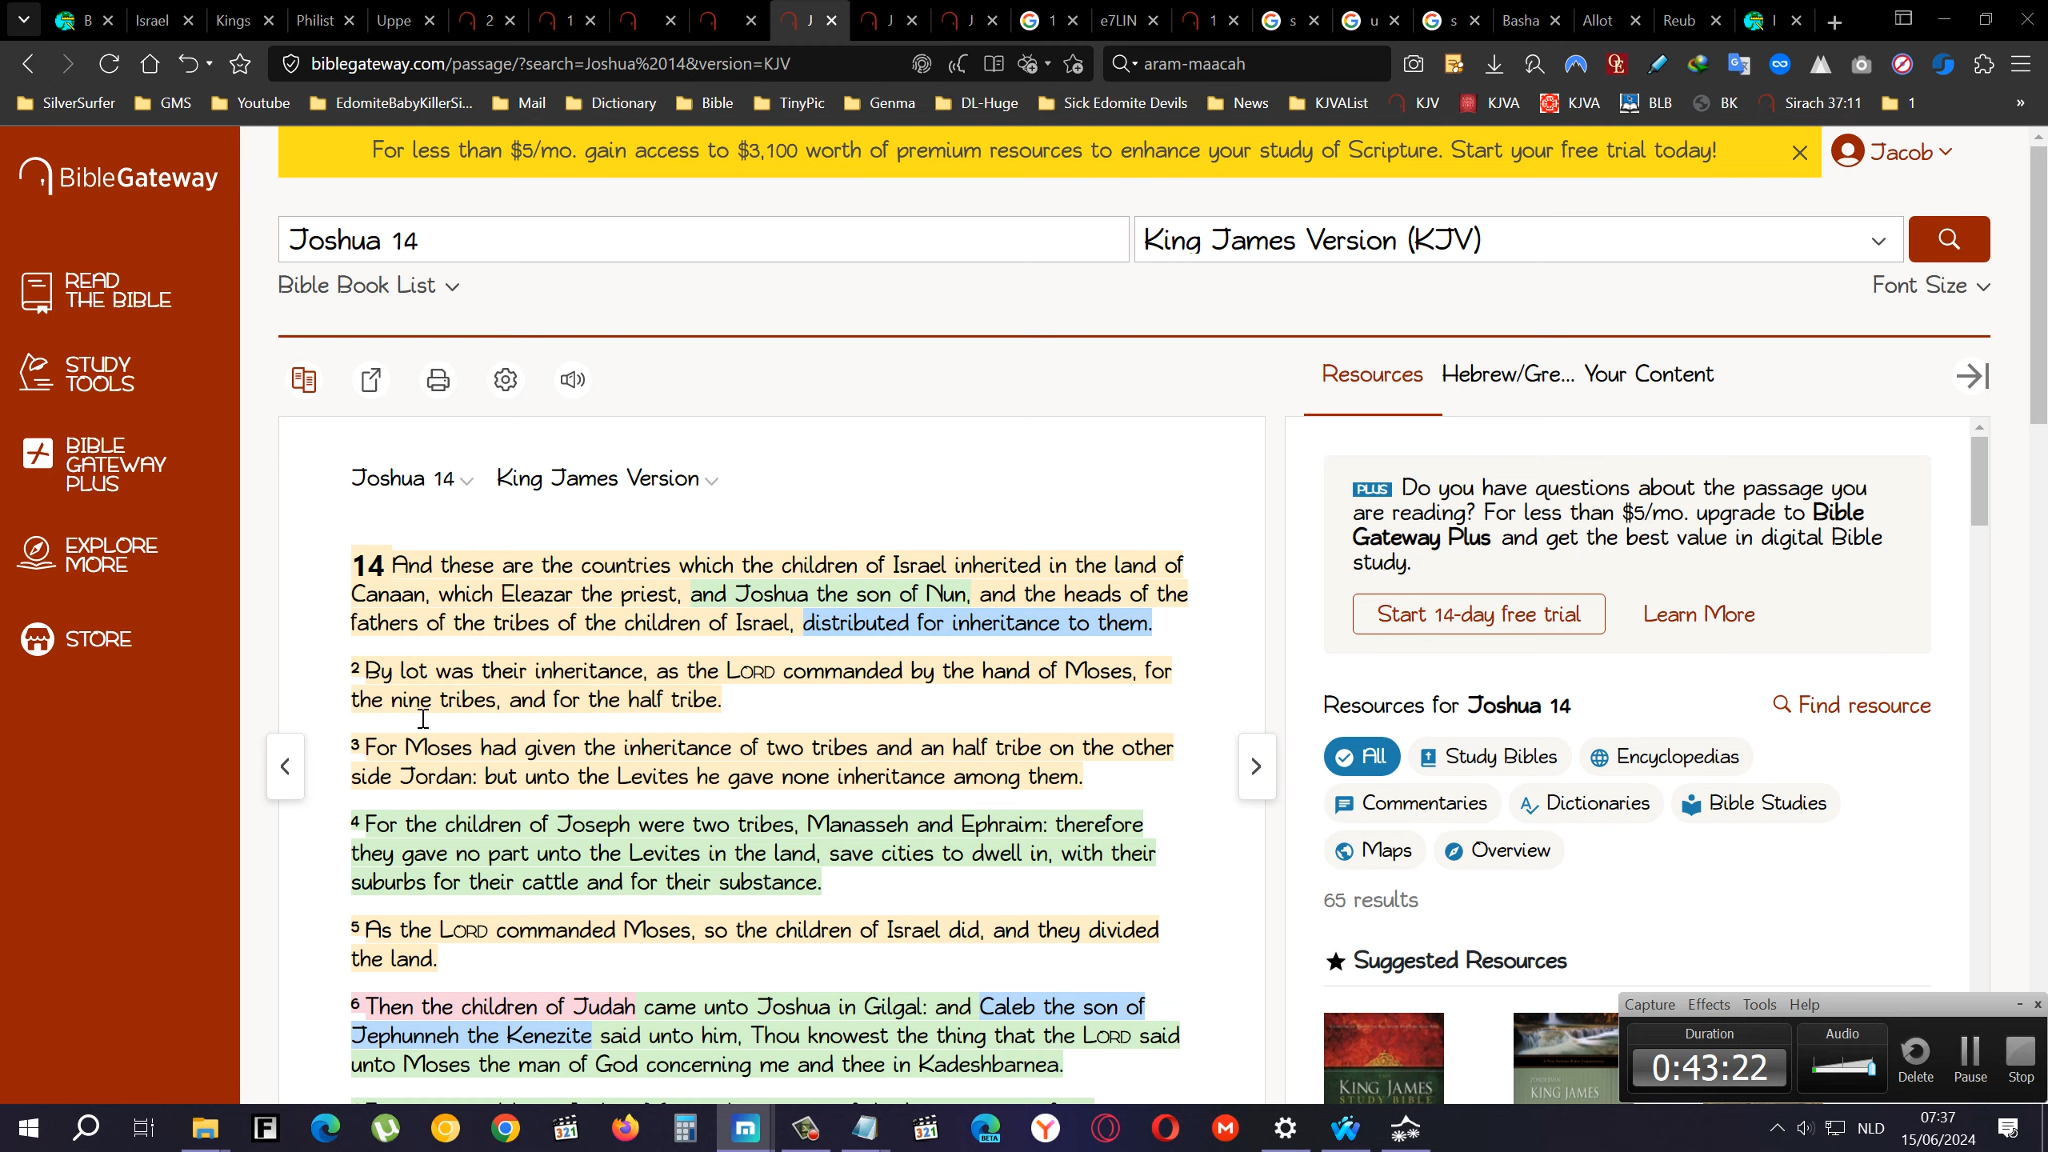 B
Israel
Kings
Philist
Uppe
2
1
J
J
J
1
e7LIN
1
s
u
s
Basha
Allot
Reub
I
biblegateway.com/passage/?search=Joshua%2014&version=KJV
aram-maacah
SilverSurfer
GMS
Youtube
EdomiteBabyKillerSi...
Mail
Dictionary
Bible
TinyPic
Genma
DL-Huge
Sick Edomite Devils
News
KJVAList
KJV
KJVA
KJVA
BLB
BK
Sirach 37:11
1
»
For less than $5/mo. gain access to $3,100 worth of premium resources to enhance your study of Scripture. Start your free trial today!
Jacob
BibleGateway
READ
THE BIBLE
STUDY
TOOLS
BIBLE
GATEWAY
PLUS
EXPLORE
MORE
STORE
Joshua 14
King James Version (KJV)
Bible Book List
Font Size
Resources
Hebrew/Gre...
Your Content
Joshua 14
King James Version
14 And these are the countries which the children of Israel inherited in the land of
Canaan, which Eleazar the priest, and Joshua the son of Nun, and the heads of the
fathers of the tribes of the children of Israel, distributed for inheritance to them.
2 By lot was their inheritance, as the LORD commanded by the hand of Moses, for
the nine tribes, and for the half tribe.
3 For Moses had given the inheritance of two tribes and an half tribe on the other
side Jordan: but unto the Levites he gave none inheritance among them.
4 For the children of Joseph were two tribes, Manasseh and Ephraim: therefore
they gave no part unto the Levites in the land, save cities to dwell in, with their
suburbs for their cattle and for their substance.
5 As the LORD commanded Moses, so the children of Israel did, and they divided
the land.
6 Then the children of Judah came unto Joshua in Gilgal: and Caleb the son of
Jephunneh the Kenezite said unto him, Thou knowest the thing that the LORD said
unto Moses the man of God concerning me and thee in Kadeshbarnea.
PLUS Do you have questions about the passage you
are reading? For less than $5/mo. upgrade to Bible
Gateway Plus and get the best value in digital Bible
study.
Start 14-day free trial
Learn More
Resources for Joshua 14
Find resource
All
Study Bibles
Encyclopedias
Commentaries
Dictionaries
Bible Studies
Maps
Overview
65 results
Suggested Resources
KING JAMES
STUDY BIBLE
KING JAMES
Capture Effects Tools Help
Duration
0:43:22
Audio
Delete
Pause
Stop
NLD
07:37
15/06/2024